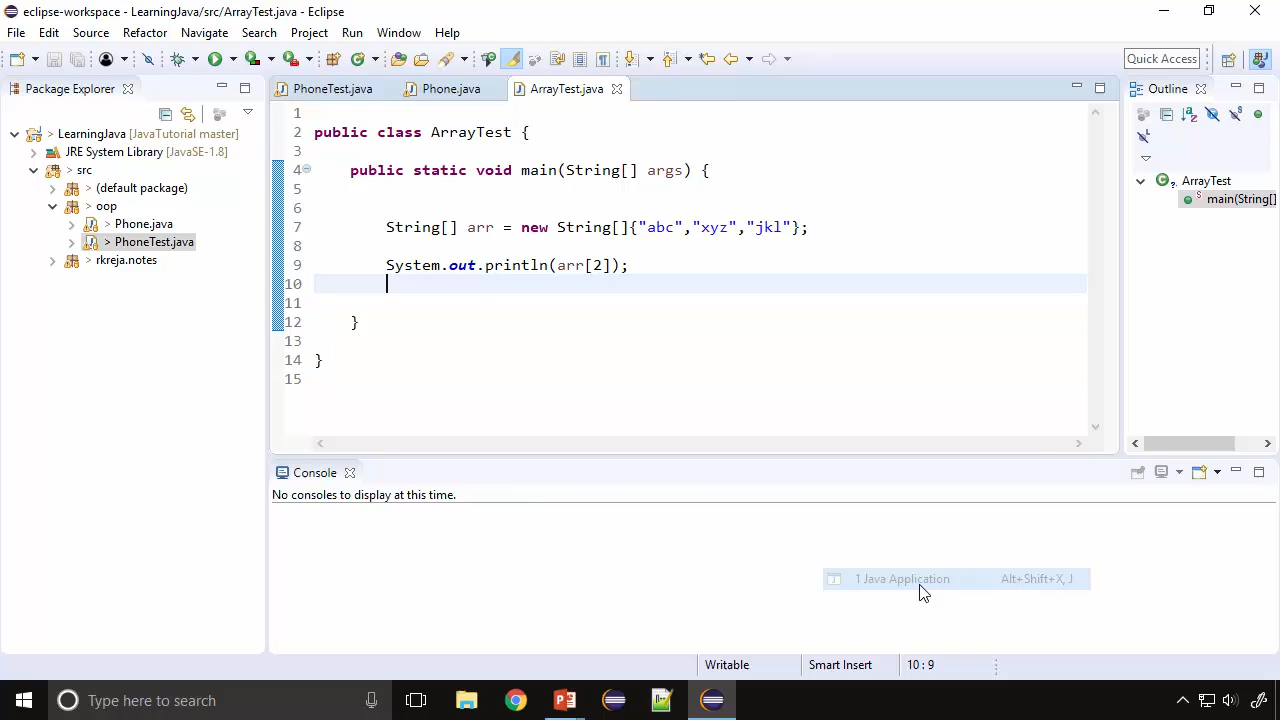 eclipse-workspace - LearningJava/src/ArrayTest.java - Eclipse
File Edit Source Refactor Navigate Search Project Run Window Help
Quick Access
Package Explorer
PhoneTest.java Phone.java ArrayTest.java
Outline
> LearningJava [JavaTutorial master]
JRE System Library [JavaSE-1.8]
> src
> (default package)
> oop
> Phone.java
> PhoneTest.java
> rkreja.notes
1
2 public class ArrayTest {
3
4 public static void main(String[] args) {
5
6
7 String[] arr = new String[]{"abc","xyz","jkl"};
8
9 System.out.println(arr[2]);
10
11
12 }
13
14 }
15
ArrayTest
main(String[]
Console
No consoles to display at this time.
1 Java Application Alt+Shift+X, J
Writable Smart Insert 10 : 9
Type here to search